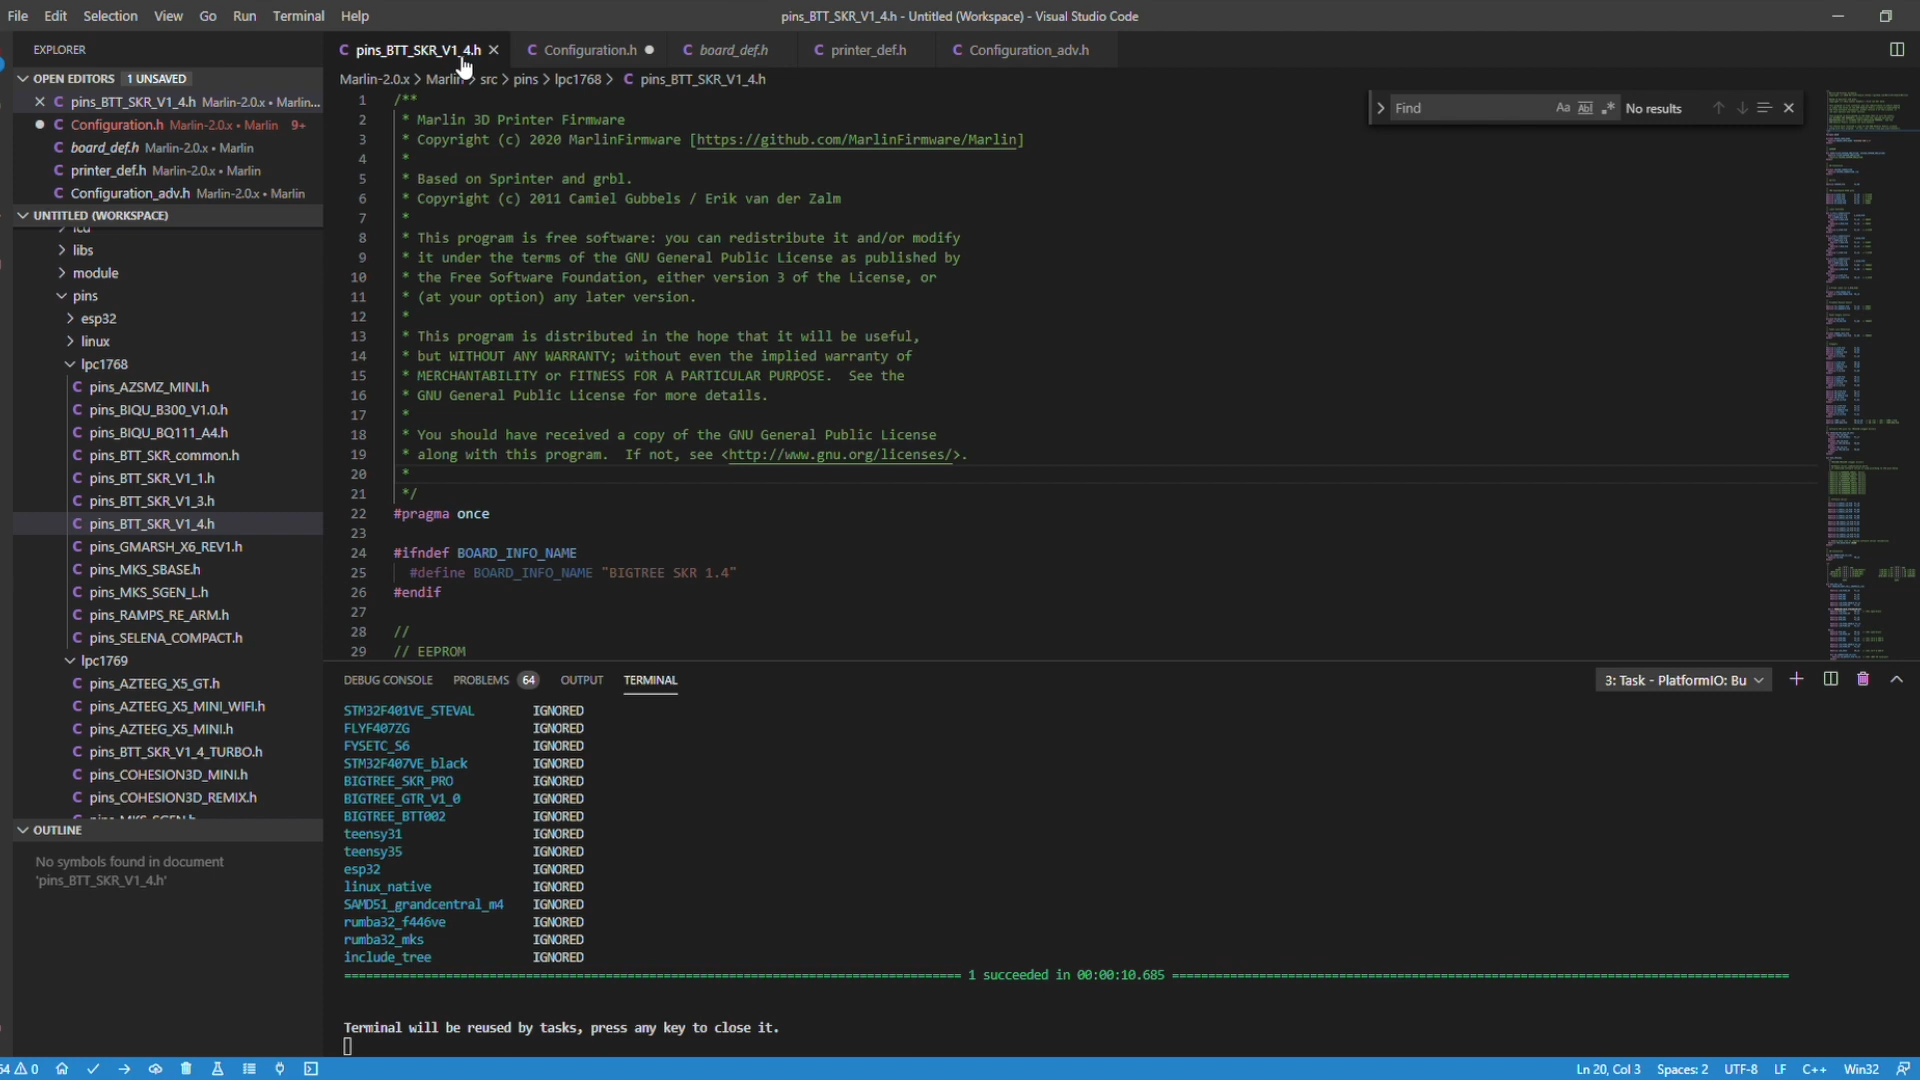 File Edit Selection View Go Run Terminal Help
pins_BTT_SKR_V1_4.h - Untitled (Workspace) - Visual Studio Code
EXPLORER
OPEN EDITORS 1 UNSAVED
pins_BTT_SKR_V1_4.h Marlin-2.0.x • Marlin...
Configuration.h Marlin-2.0.x • Marlin 9+
board_def.h Marlin-2.0.x • Marlin
printer_def.h Marlin-2.0.x • Marlin
Configuration_adv.h Marlin-2.0.x • Marlin
UNTITLED (WORKSPACE)
lcd
libs
module
pins
esp32
linux
lpc1768
C pins_AZSMZ_MINI.h
C pins_BIQU_B300_V1.0.h
C pins_BIQU_BQ111_A4.h
C pins_BTT_SKR_common.h
C pins_BTT_SKR_V1_1.h
C pins_BTT_SKR_V1_3.h
C pins_BTT_SKR_V1_4.h
C pins_GMARSH_X6_REV1.h
C pins_MKS_SBASE.h
C pins_MKS_SGEN_L.h
C pins_RAMPS_RE_ARM.h
C pins_SELENA_COMPACT.h
lpc1769
C pins_AZTEEG_X5_GT.h
C pins_AZTEEG_X5_MINI_WIFI.h
C pins_AZTEEG_X5_MINI.h
C pins_BTT_SKR_V1_4_TURBO.h
C pins_COHESION3D_MINI.h
C pins_COHESION3D_REMIX.h
OUTLINE
No symbols found in document
'pins_BTT_SKR_V1_4.h'
C pins_BTT_SKR_V1_4.h C Configuration.h C board_def.h C printer_def.h C Configuration_adv.h
Marlin-2.0.x > Marlin > src > pins > lpc1768 > C pins_BTT_SKR_V1_4.h
Find Aa Abl .* No results
1 /**
2 * Marlin 3D Printer Firmware
3 * Copyright (c) 2020 MarlinFirmware [https://github.com/MarlinFirmware/Marlin]
4 *
5 * Based on Sprinter and grbl.
6 * Copyright (c) 2011 Camiel Gubbels / Erik van der Zalm
7 *
8 * This program is free software: you can redistribute it and/or modify
9 * it under the terms of the GNU General Public License as published by
10 * the Free Software Foundation, either version 3 of the License, or
11 * (at your option) any later version.
12 *
13 * This program is distributed in the hope that it will be useful,
14 * but WITHOUT ANY WARRANTY; without even the implied warranty of
15 * MERCHANTABILITY or FITNESS FOR A PARTICULAR PURPOSE. See the
16 * GNU General Public License for more details.
17 *
18 * You should have received a copy of the GNU General Public License
19 * along with this program. If not, see <http://www.gnu.org/licenses/>.
20 *
21 */
22 #pragma once
23
24 #ifndef BOARD_INFO_NAME
25 #define BOARD_INFO_NAME "BIGTREE SKR 1.4"
26 #endif
27
28 //
29 // EEPROM
DEBUG CONSOLE PROBLEMS 64 OUTPUT TERMINAL
3: Task - PlatformIO: Bu
STM32F401VE_STEVAL IGNORED
FLYF407ZG IGNORED
FYSETC_S6 IGNORED
STM32F407VE_black IGNORED
BIGTREE_SKR_PRO IGNORED
BIGTREE_GTR_V1_0 IGNORED
BIGTREE_BTT002 IGNORED
teensy31 IGNORED
teensy35 IGNORED
esp32 IGNORED
linux_native IGNORED
SAMD51_grandcentral_m4 IGNORED
rumba32_f446ve IGNORED
rumba32_mks IGNORED
include_tree IGNORED
1 succeeded in 00:00:10.685
Terminal will be reused by tasks, press any key to close it.
0 Ln 20, Col 3 Spaces: 2 UTF-8 LF C++ Win32